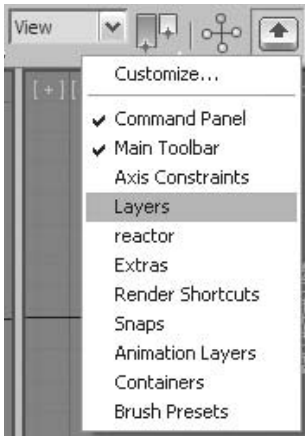 View
[ + ] [
Customize...
Command Panel
Main Toolbar
Axis Constraints
Layers
reactor
Extras
Render Shortcuts
Snaps
Animation Layers
Containers
Brush Presets